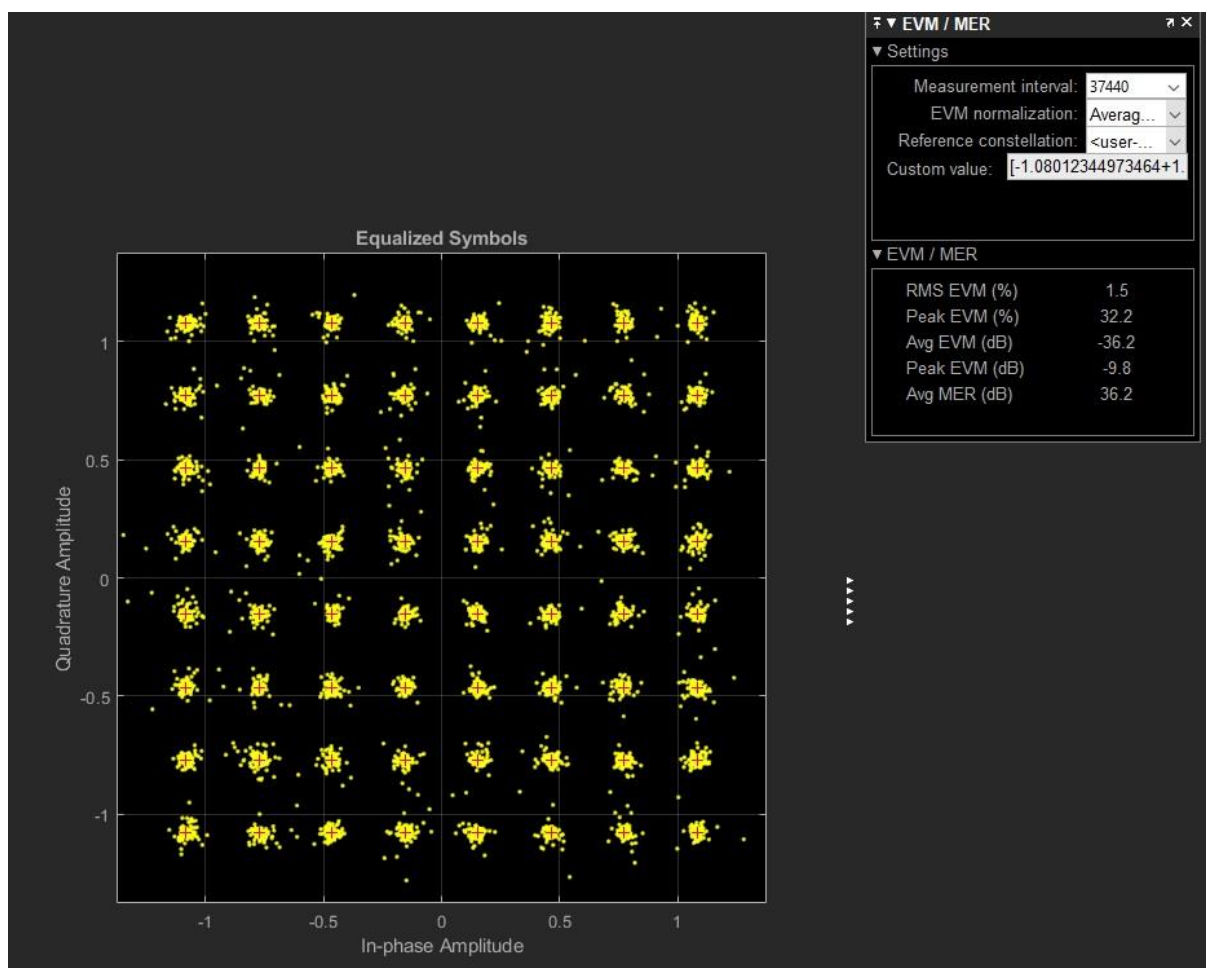 EVM / MER
Settings
Measurement interval: 37440
EVM normalization: Averag...
Reference constellation: <user-...
Custom value: [-1.08012344973464+1.
EVM / MER
RMS EVM (%) 1.5
Peak EVM (%) 32.2
Avg EVM (dB) -36.2
Peak EVM (dB) -9.8
Avg MER (dB) 36.2
Equalized Symbols
Quadrature Amplitude
1
0.5
0
-0.5
-1
-1 -0.5 0 0.5 1
In-phase Amplitude